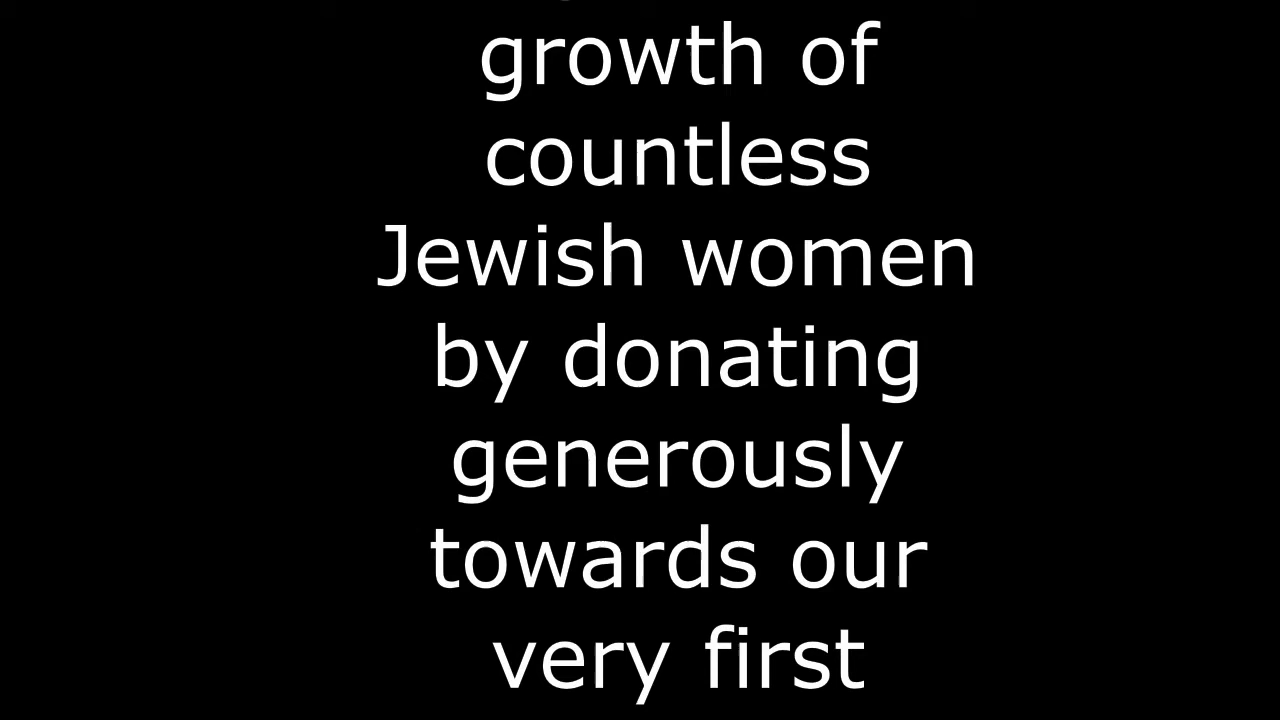 growth of
countless
Jewish women
by donating
generously
towards our
very first